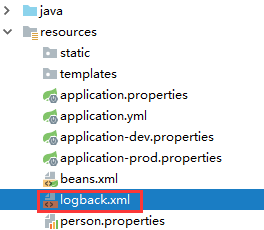 java
resources
static
templates
application.properties
application.yml
application-dev.properties
application-prod.properties
beans.xml
logback.xml
person.properties